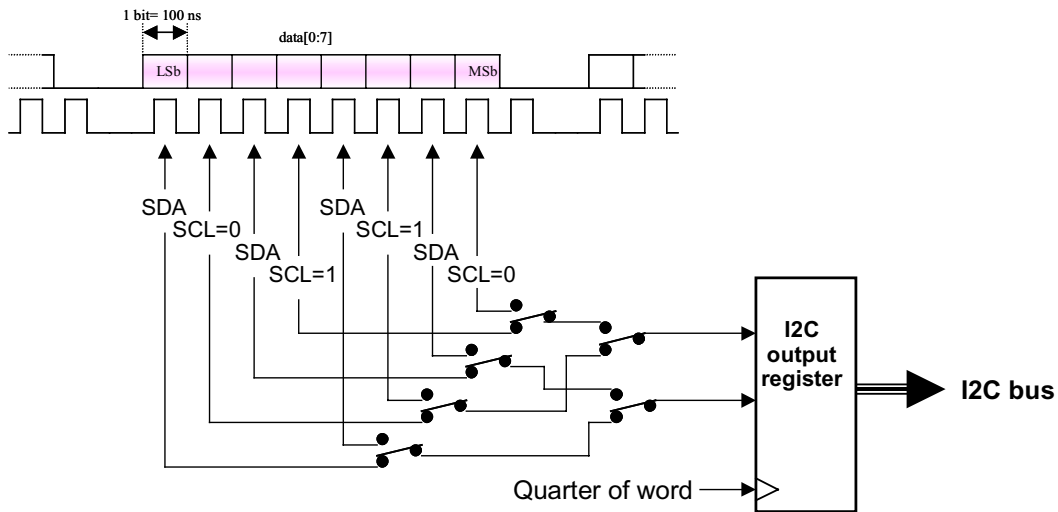 1 bit= 100 ns
data[0:7]
LSb
MSb
SDA
SCL=0
SDA
SCL=1
SDA
SCL=1
SDA
SCL=0
I2C
output
register
I2C bus
Quarter of word